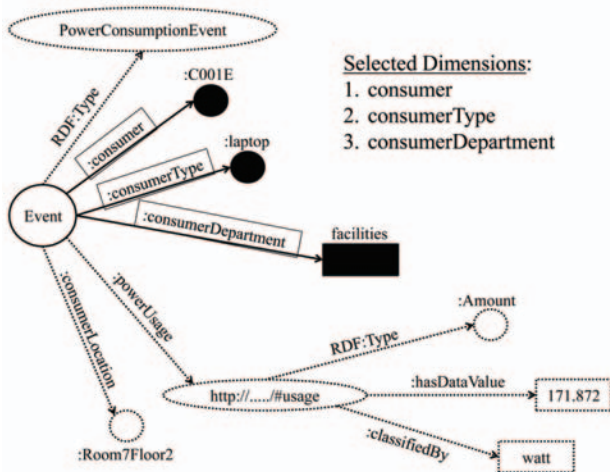 PowerConsumptionEvent
:C001E
Selected Dimensions:
1. consumer
2. consumerType
3. consumerDepartment
RDF:Type
:consumer
:laptop
:consumerType
Event
:consumerDepartment
facilities
:consumerLocation
:powerUsage
:Amount
RDF:Type
http://...../#usage
:hasDataValue
171.872
:classifiedBy
watt
:Room7Floor2